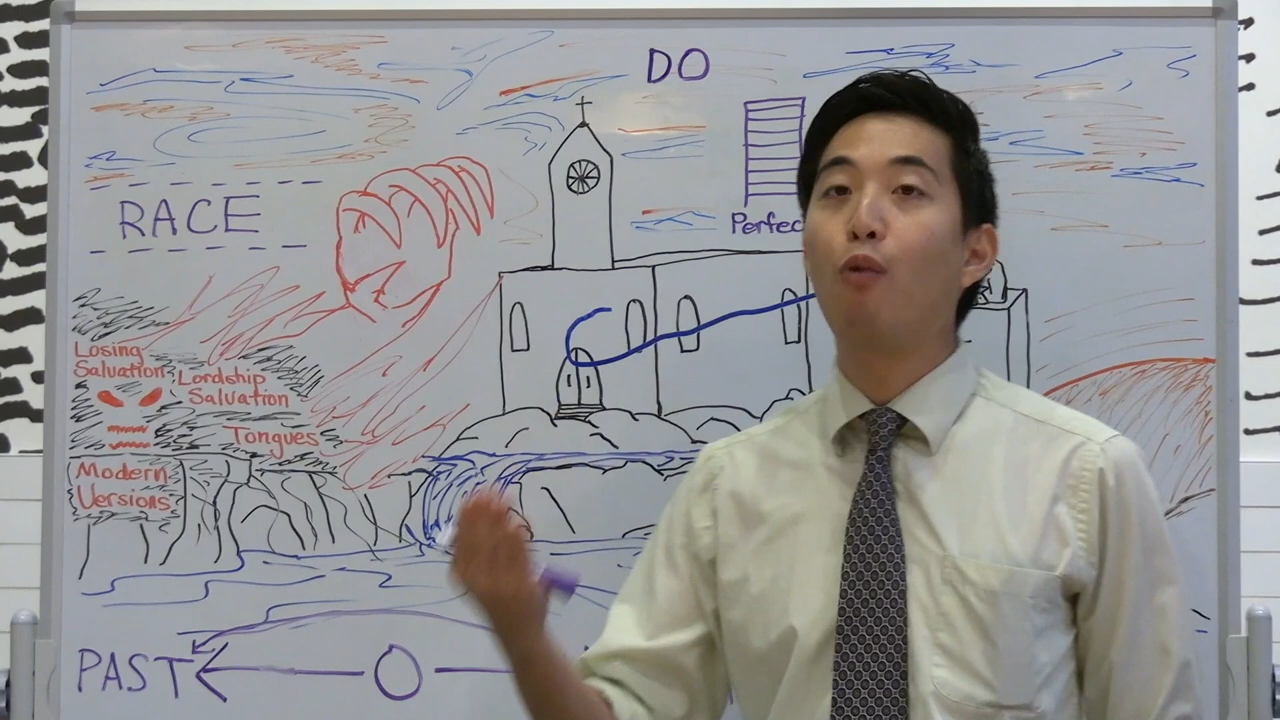 DO
RACE
Perfec
Losing
Salvation
Lordship
Salvation
Tongues
Modern
Versions
PAST